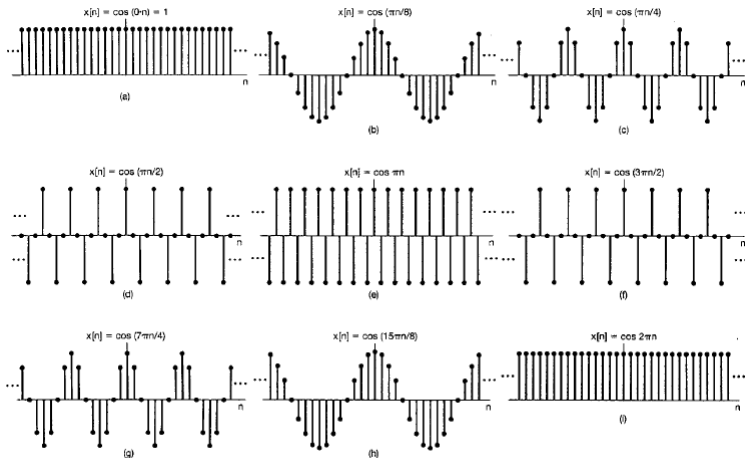 x[n] = cos (0·n) = 1
n
(a)
x[n] = cos (πn/8)
n
(b)
x[n] = cos (πn/4)
n
(c)
x[n] = cos (πn/2)
n
(d)
x[n] = cos πn
n
(e)
x[n] = cos (3πn/2)
n
(f)
x[n] = cos (7πn/4)
n
(g)
x[n] = cos (15πn/8)
n
(h)
x[n] = cos 2πn
n
(i)